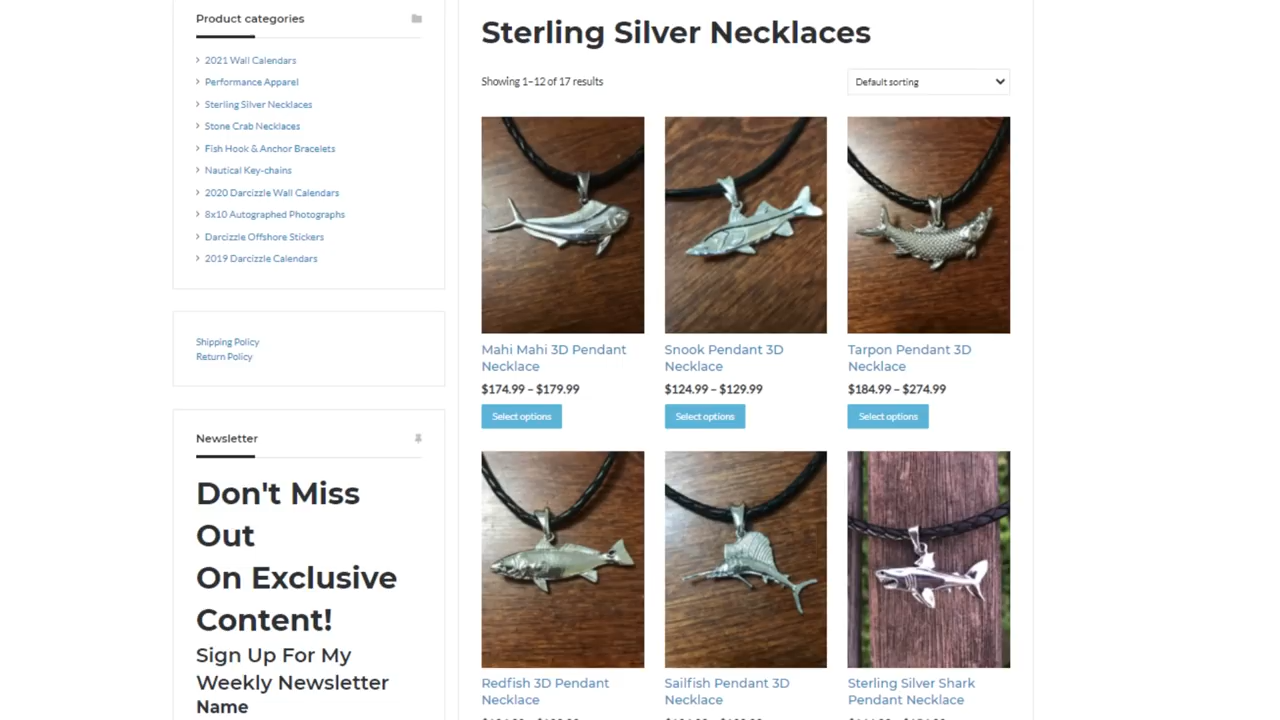 Product categories
2021 Wall Calendars
Performance Apparel
Sterling Silver Necklaces
Stone Crab Necklaces
Fish Hook & Anchor Bracelets
Nautical Key-chains
2020 Darcizzle Wall Calendars
8x10 Autographed Photographs
Darcizzle Offshore Stickers
2019 Darcizzle Calendars
Shipping Policy
Return Policy
Newsletter
Don't Miss
Out
On Exclusive
Content!
Sign Up For My
Weekly Newsletter
Name
Sterling Silver Necklaces
Showing 1–12 of 17 results
Default sorting
Mahi Mahi 3D Pendant
Necklace
$174.99 – $179.99
Select options
Snook Pendant 3D
Necklace
$124.99 – $129.99
Select options
Tarpon Pendant 3D
Necklace
$184.99 – $274.99
Select options
Redfish 3D Pendant
Necklace
Sailfish Pendant 3D
Necklace
Sterling Silver Shark
Pendant Necklace